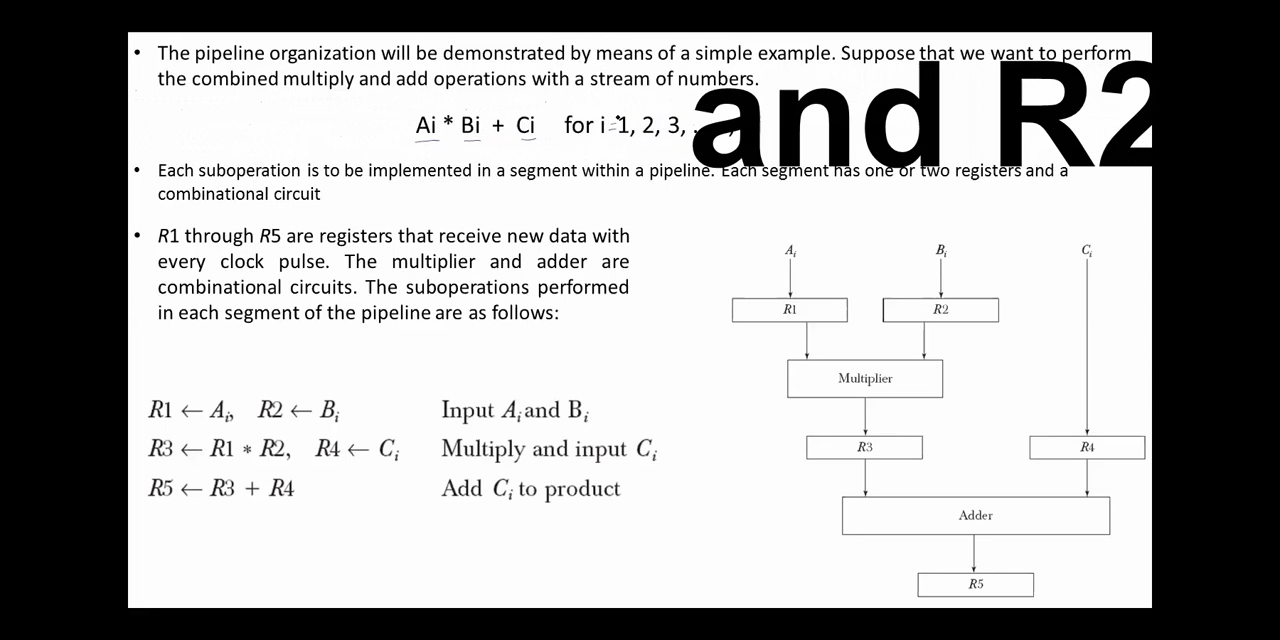 • The pipeline organization will be demonstrated by means of a simple example. Suppose that we want to perform
the combined multiply and add operations with a stream of numbers.
and R2
Ai * Bi + Ci for i = 1, 2, 3,
• Each suboperation is to be implemented in a segment within a pipeline. Each segment has one or two registers and a
combinational circuit
• R1 through R5 are registers that receive new data with
every clock pulse. The multiplier and adder are
combinational circuits. The suboperations performed
in each segment of the pipeline are as follows:
R1 ← Aᵢ, R2 ← Bᵢ Input Aᵢ and Bᵢ
R3 ← R1 * R2, R4 ← Cᵢ Multiply and input Cᵢ
R5 ← R3 + R4 Add Cᵢ to product
Aᵢ Bᵢ Cᵢ
R1 R2
Multiplier
R3 R4
Adder
R5